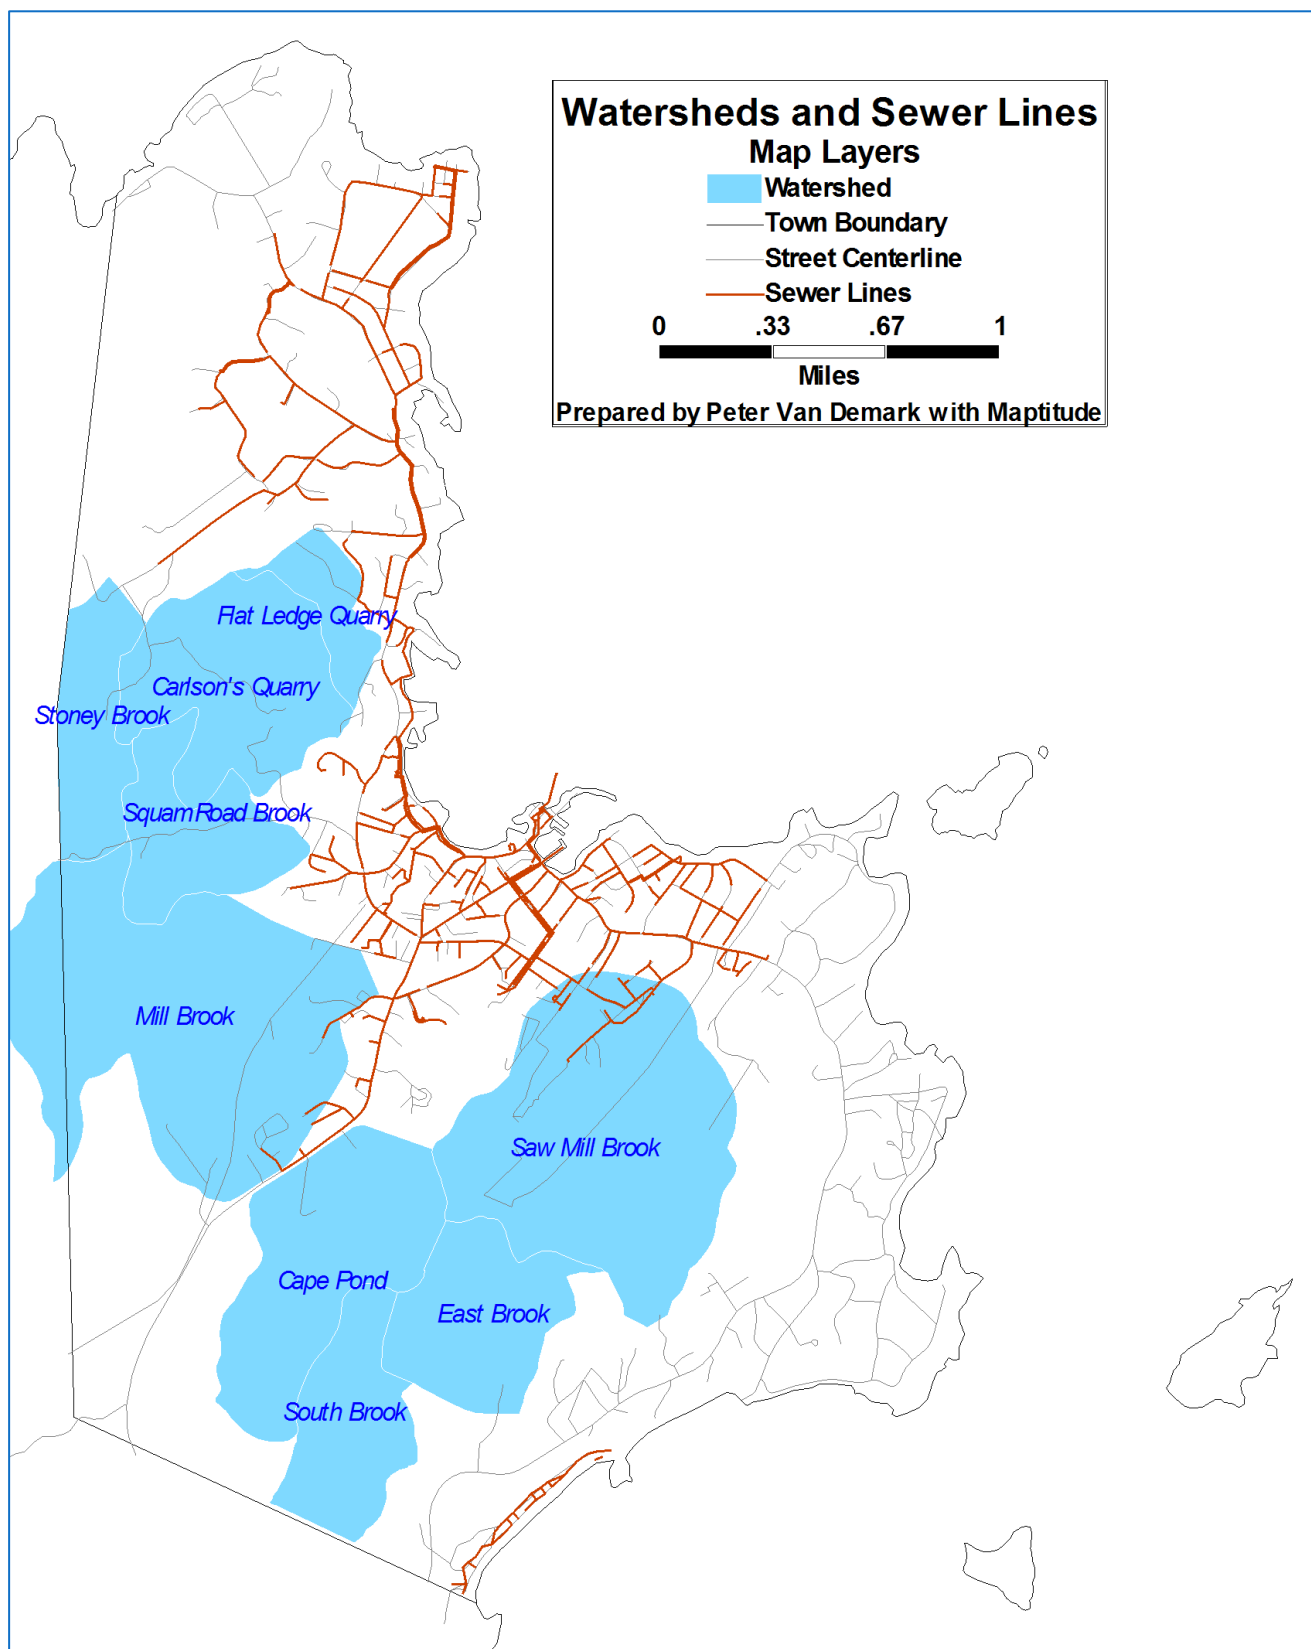 Watersheds and Sewer Lines
Map Layers
Watershed
Town Boundary
Street Centerline
Sewer Lines
0 .33 .67 1
Miles
Prepared by Peter Van Demark with Maptitude
Flat Ledge Quarry
Carlson's Quarry
Stoney Brook
Squam Road Brook
Mill Brook
Saw Mill Brook
Cape Pond
East Brook
South Brook